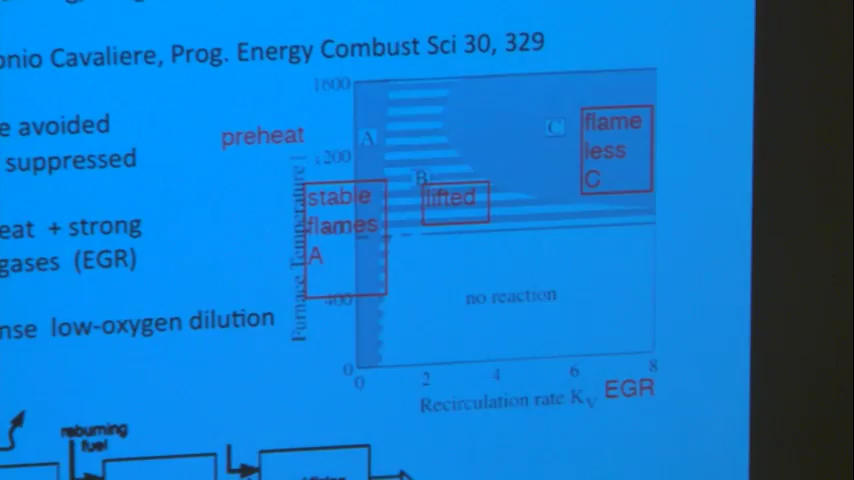 onio Cavaliere, Prog. Energy Combust Sci 30, 329
e avoided
suppressed
eat + strong
gases (EGR)
nse low-oxygen dilution
preheat
1600
1200
400
0
Furnace Temperature
A
B
C
stable
flames
A
lifted
flame
less
C
no reaction
0
2
4
6
8
Recirculation rate KV
EGR
reburning
fuel